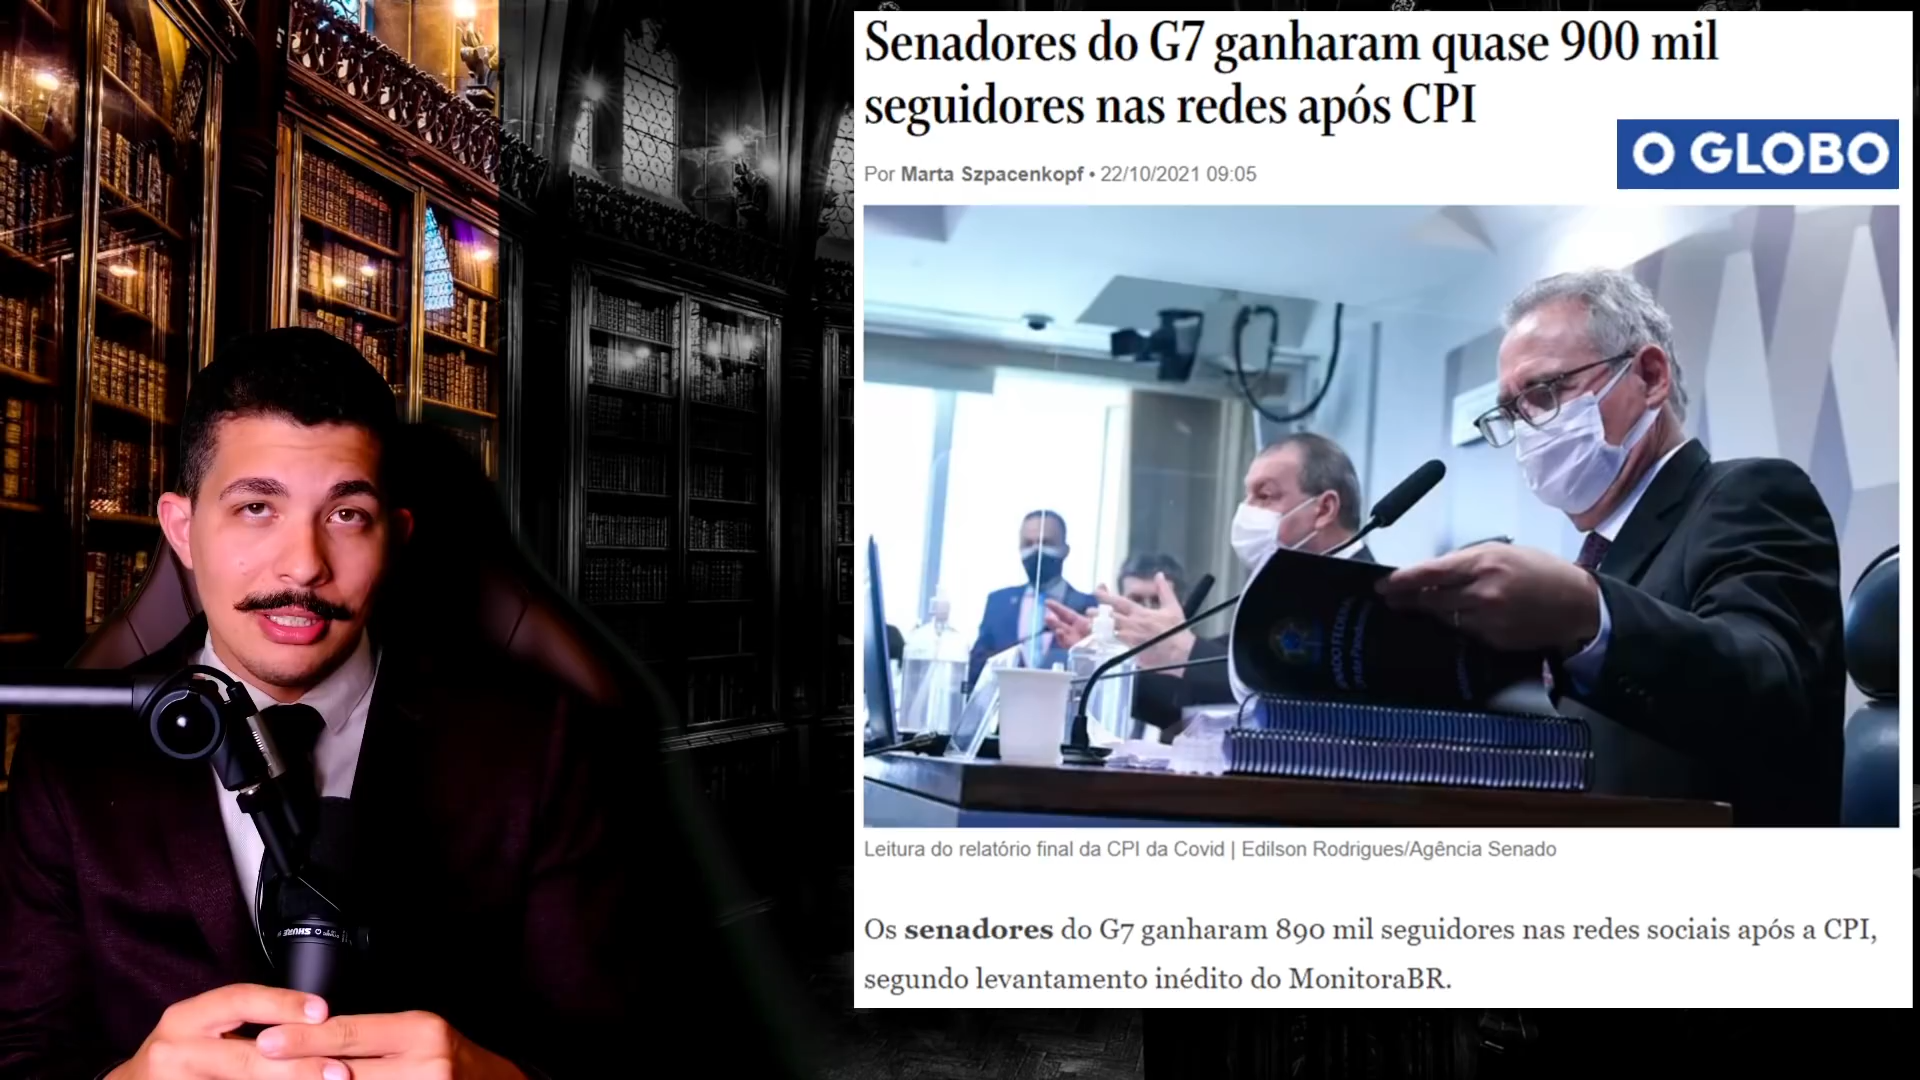 Senadores do G7 ganharam quase 900 mil
seguidores nas redes após CPI
O GLOBO
Por Marta Szpacenkopf • 22/10/2021 09:05
Leitura do relatório final da CPI da Covid | Edilson Rodrigues/Agência Senado
Os senadores do G7 ganharam 890 mil seguidores nas redes sociais após a CPI,
segundo levantamento inédito do MonitoraBR.
SHURE